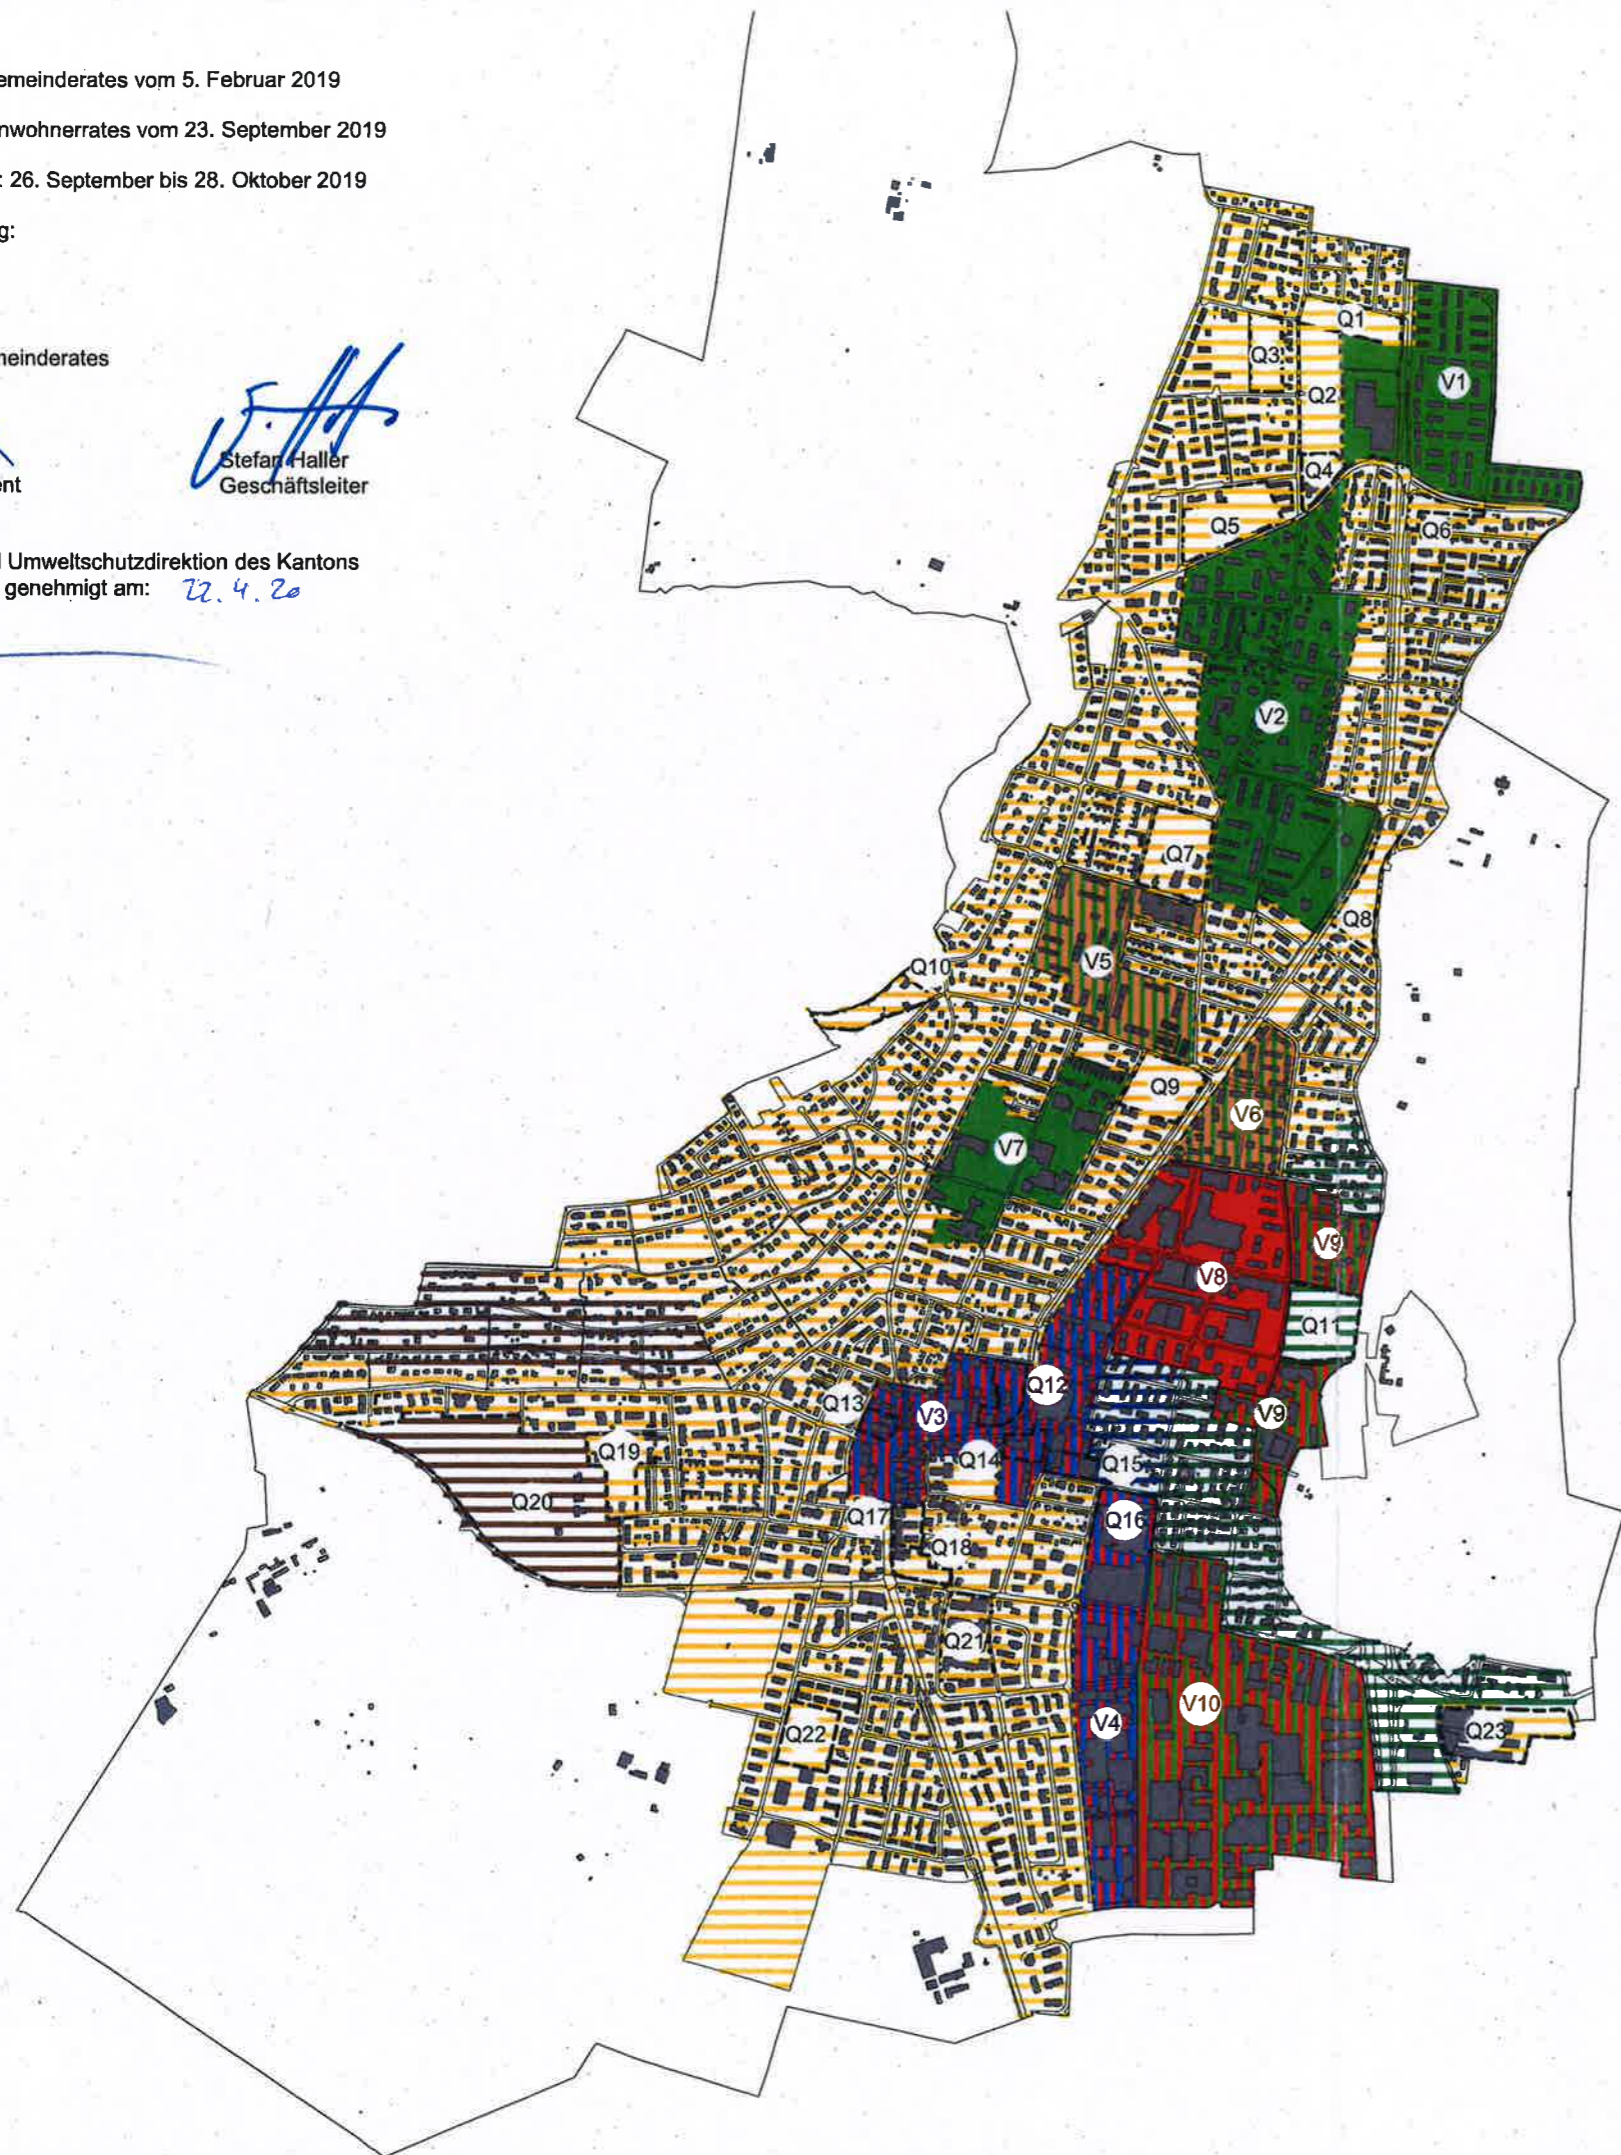 emeinderates vom 5. Februar 2019
nwohnerrates vom 23. September 2019
: 26. September bis 28. Oktober 2019
g:
meinderates
Stefan Haller
ent
Geschäftsleiter
l Umweltschutzdirektion des Kantons
genehmigt am: 22. 4. 20
Q1
Q3
V1
Q2
Q4
Q5
Q6
V2
Q7
Q8
V5
Q10
Q9
V6
V7
V9
V8
Q11
Q12
Q13
V3
V9
Q19
Q14
Q15
Q20
Q17
Q16
Q18
Q21
V10
V4
Q22
Q23